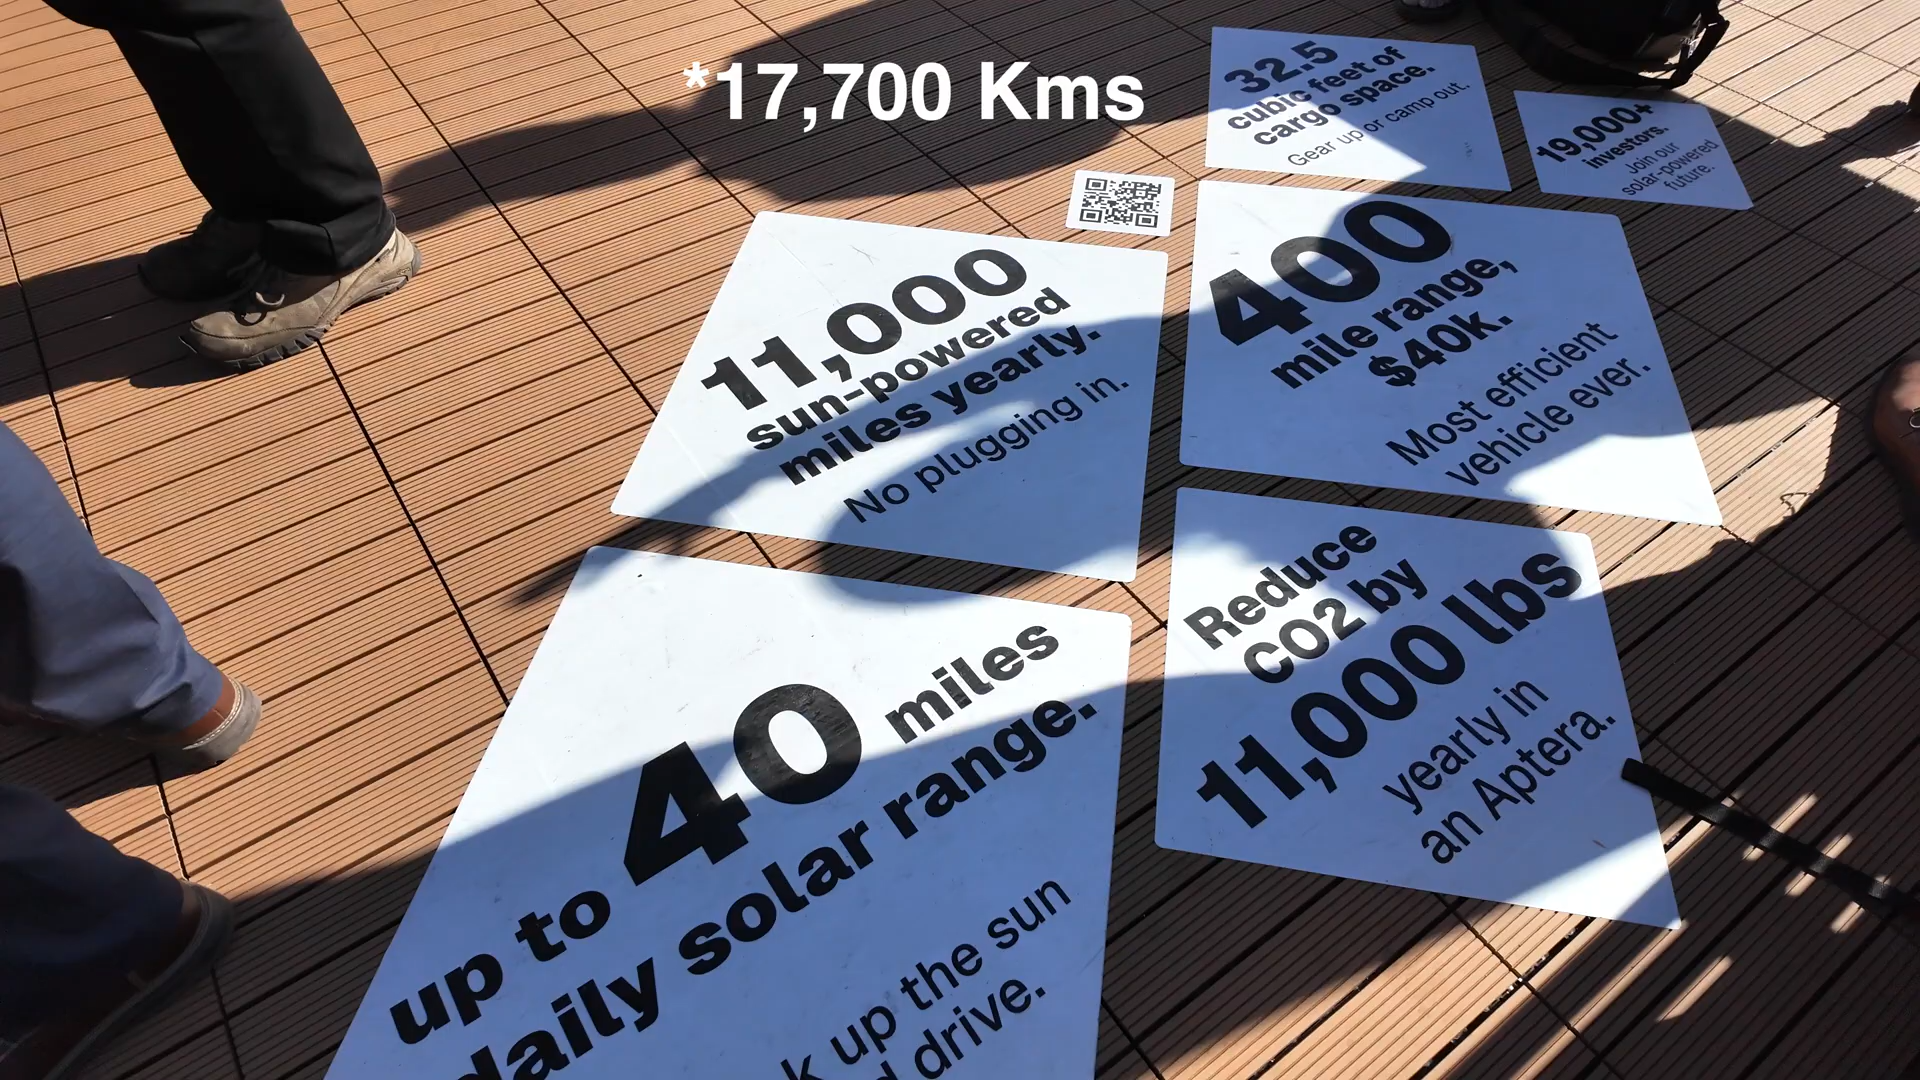 *17,700 Kms
32.5
cubic feet of
cargo space.
Gear up or camp out.
19,000+
investors.
Join our
solar-powered
future.
11,000
sun-powered
miles yearly.
No plugging in.
400
mile range,
$40k.
Most efficient
vehicle ever.
up to 40 miles
daily solar range.
up the sun
drive.
Reduce
CO2 by
11,000 lbs
yearly in
an Aptera.